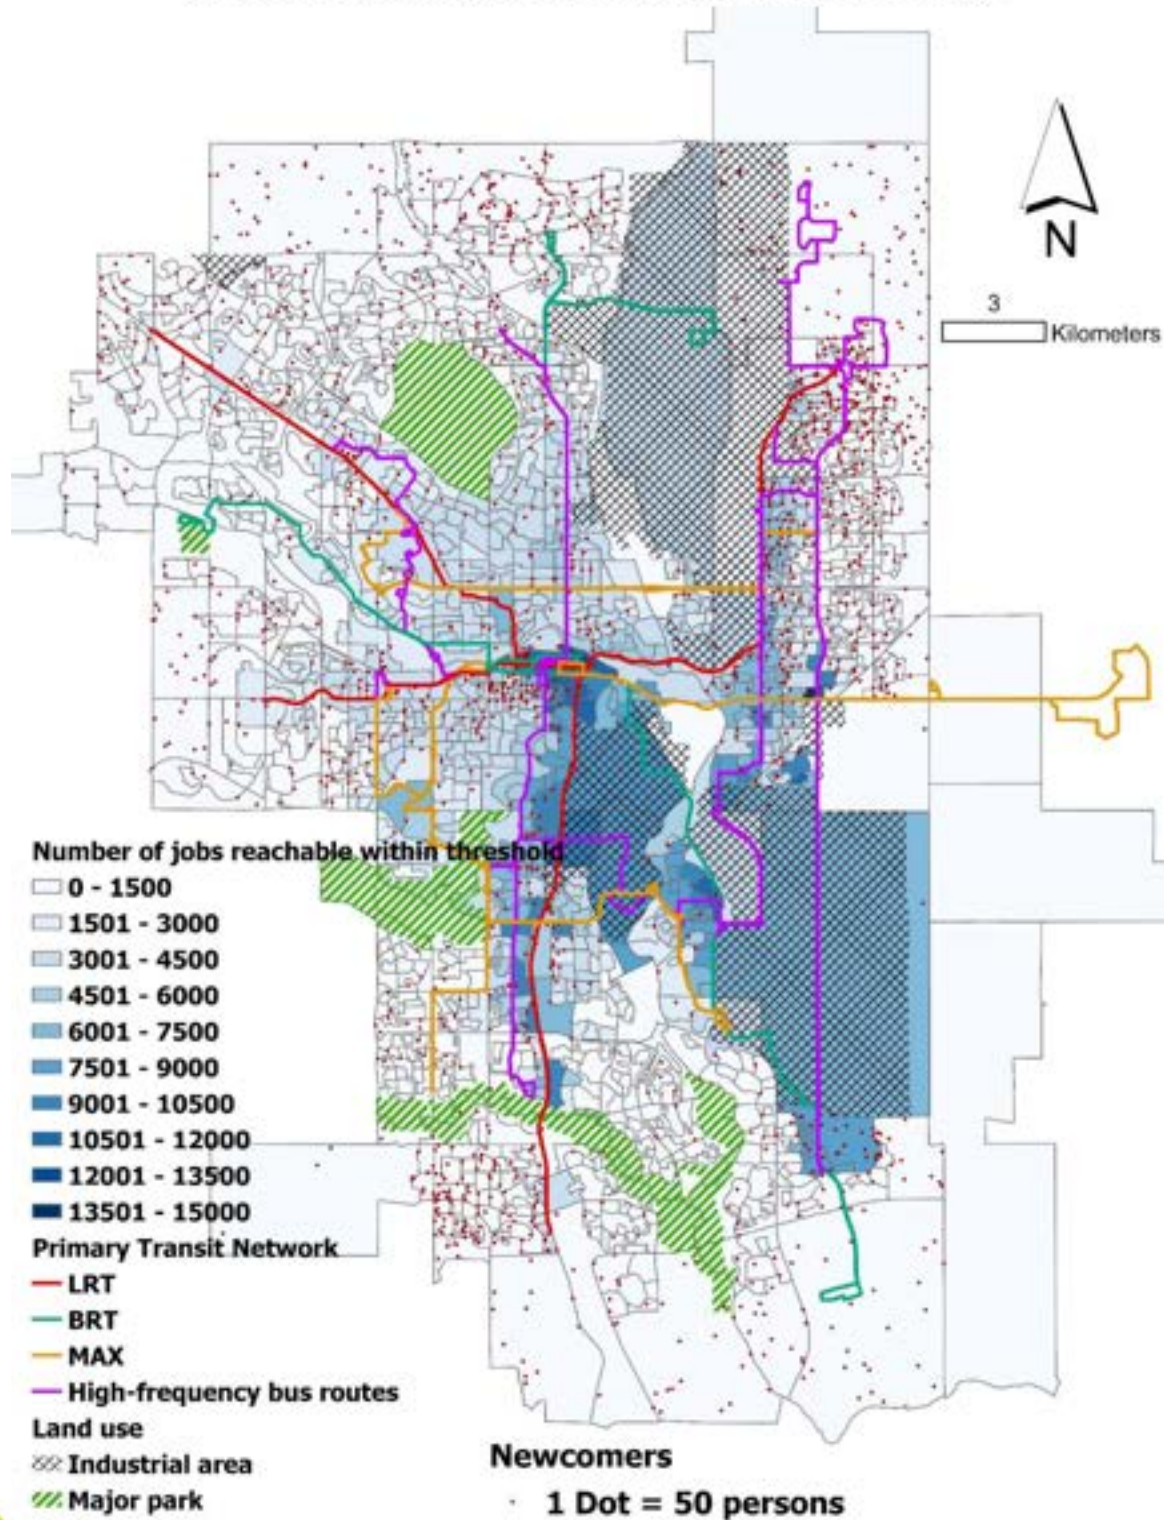 N
3
Kilometers
Number of jobs reachable within threshold
0 - 1500
1501 - 3000
3001 - 4500
4501 - 6000
6001 - 7500
7501 - 9000
9001 - 10500
10501 - 12000
12001 - 13500
13501 - 15000
Primary Transit Network
LRT
BRT
MAX
High-frequency bus routes
Land use
Industrial area
Major park
Newcomers
1 Dot = 50 persons